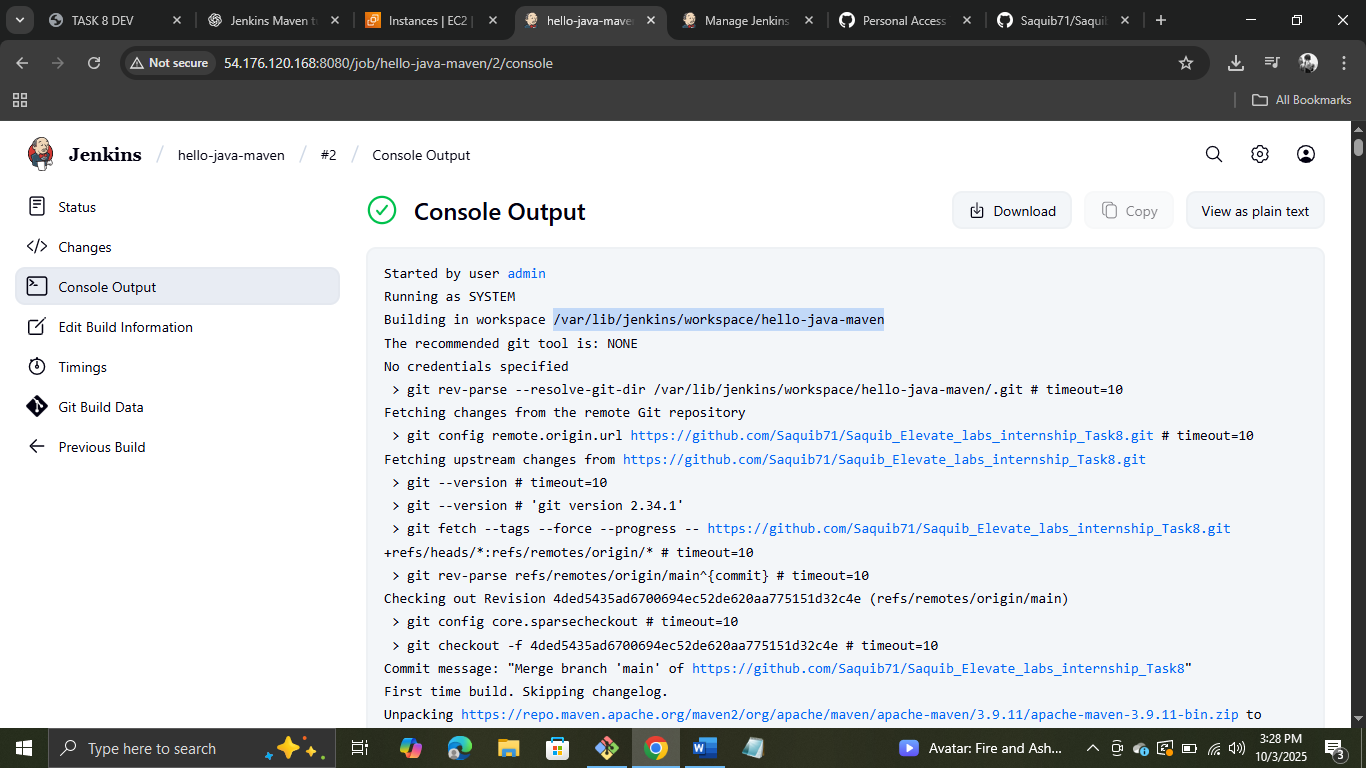 TASK 8 DEV
Jenkins Maven t
Instances | EC2 |
hello-java-maven
Manage Jenkins
Personal Access
Saquib71/Saquib
Not secure
54.176.120.168:8080/job/hello-java-maven/2/console
All Bookmarks
Jenkins / hello-java-maven / #2 / Console Output
Status
Changes
Console Output
Edit Build Information
Timings
Git Build Data
Previous Build
Console Output
Download
Copy
View as plain text
Started by user admin
Running as SYSTEM
Building in workspace /var/lib/jenkins/workspace/hello-java-maven
The recommended git tool is: NONE
No credentials specified
> git rev-parse --resolve-git-dir /var/lib/jenkins/workspace/hello-java-maven/.git # timeout=10
Fetching changes from the remote Git repository
> git config remote.origin.url https://github.com/Saquib71/Saquib_Elevate_labs_internship_Task8.git # timeout=10
Fetching upstream changes from https://github.com/Saquib71/Saquib_Elevate_labs_internship_Task8.git
> git --version # timeout=10
> git --version # 'git version 2.34.1'
> git fetch --tags --force --progress -- https://github.com/Saquib71/Saquib_Elevate_labs_internship_Task8.git
+refs/heads/*:refs/remotes/origin/* # timeout=10
> git rev-parse refs/remotes/origin/main^{commit} # timeout=10
Checking out Revision 4ded5435ad6700694ec52de620aa775151d32c4e (refs/remotes/origin/main)
> git config core.sparsecheckout # timeout=10
> git checkout -f 4ded5435ad6700694ec52de620aa775151d32c4e # timeout=10
Commit message: "Merge branch 'main' of https://github.com/Saquib71/Saquib_Elevate_labs_internship_Task8"
First time build. Skipping changelog.
Unpacking https://repo.maven.apache.org/maven2/org/apache/maven/apache-maven/3.9.11/apache-maven-3.9.11-bin.zip to
Type here to search
Avatar: Fire and Ash...
3:28 PM
10/3/2025
3